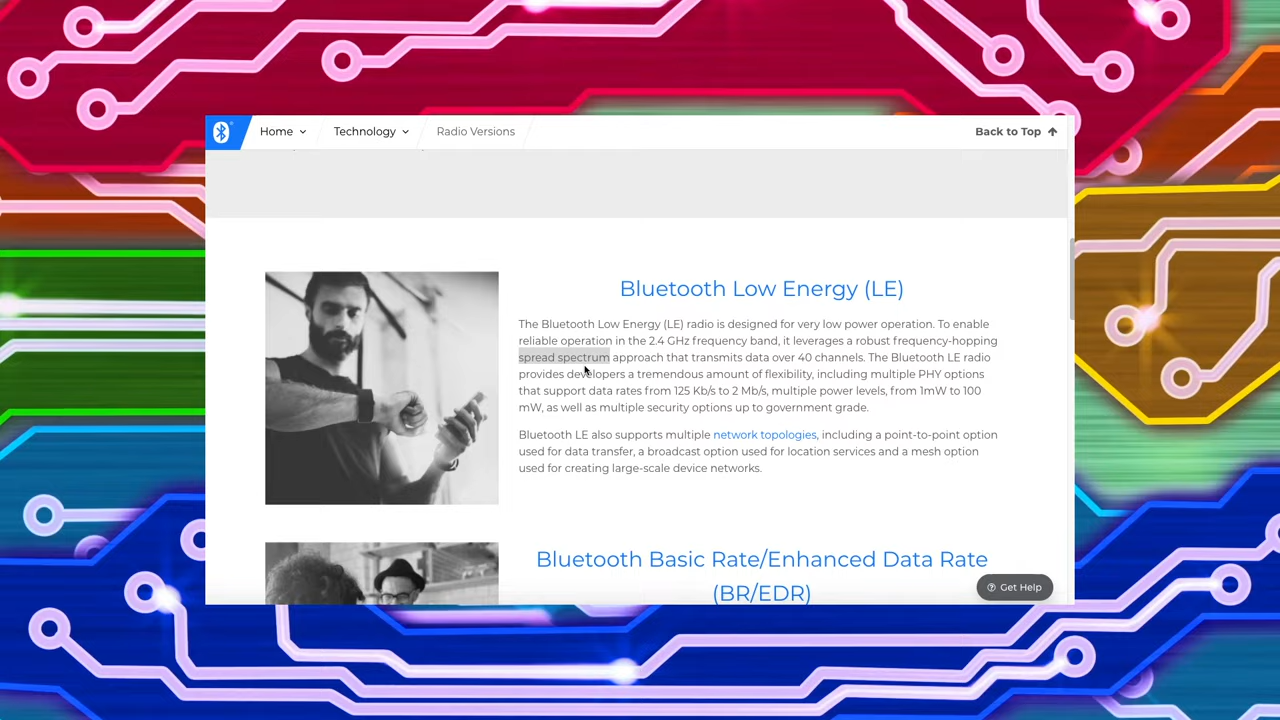 Home
Technology
Radio Versions
Back to Top
Bluetooth Low Energy (LE)
The Bluetooth Low Energy (LE) radio is designed for very low power operation. To enable
reliable operation in the 2.4 GHz frequency band, it leverages a robust frequency-hopping
spread spectrum approach that transmits data over 40 channels. The Bluetooth LE radio
provides developers a tremendous amount of flexibility, including multiple PHY options
that support data rates from 125 Kb/s to 2 Mb/s, multiple power levels, from 1mW to 100
mW, as well as multiple security options up to government grade.
Bluetooth LE also supports multiple network topologies, including a point-to-point option
used for data transfer, a broadcast option used for location services and a mesh option
used for creating large-scale device networks.
Bluetooth Basic Rate/Enhanced Data Rate
(BR/EDR)
Get Help